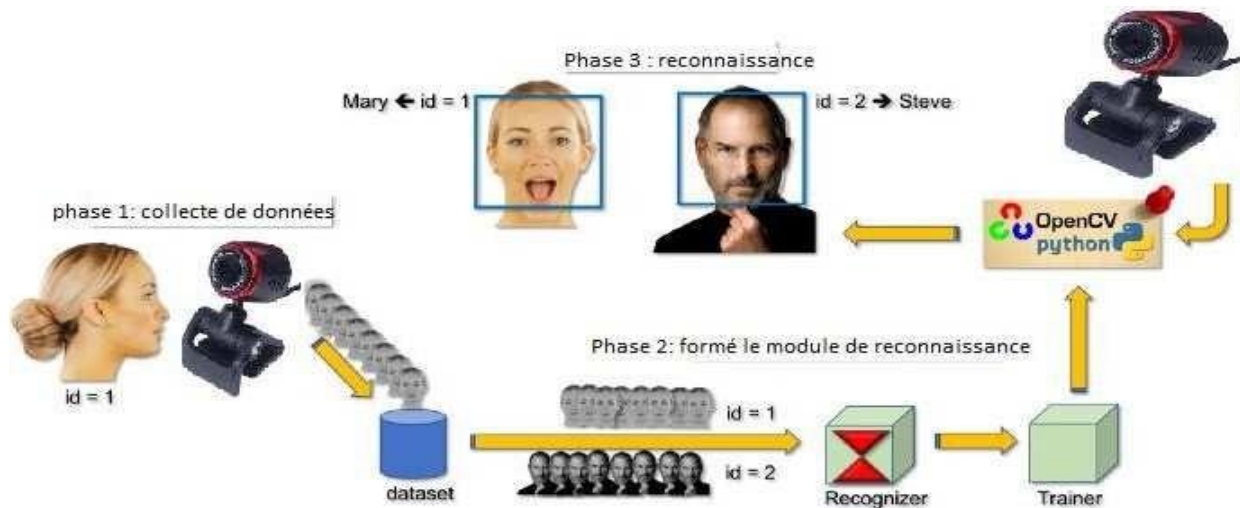 Phase 3 : reconnaissance
Mary ← id = 1
id = 2 → Steve
phase 1: collecte de données
OpenCV
python
id = 1
Phase 2: formé le module de reconnaissance
id = 1
id = 2
dataset
Recognizer
Trainer